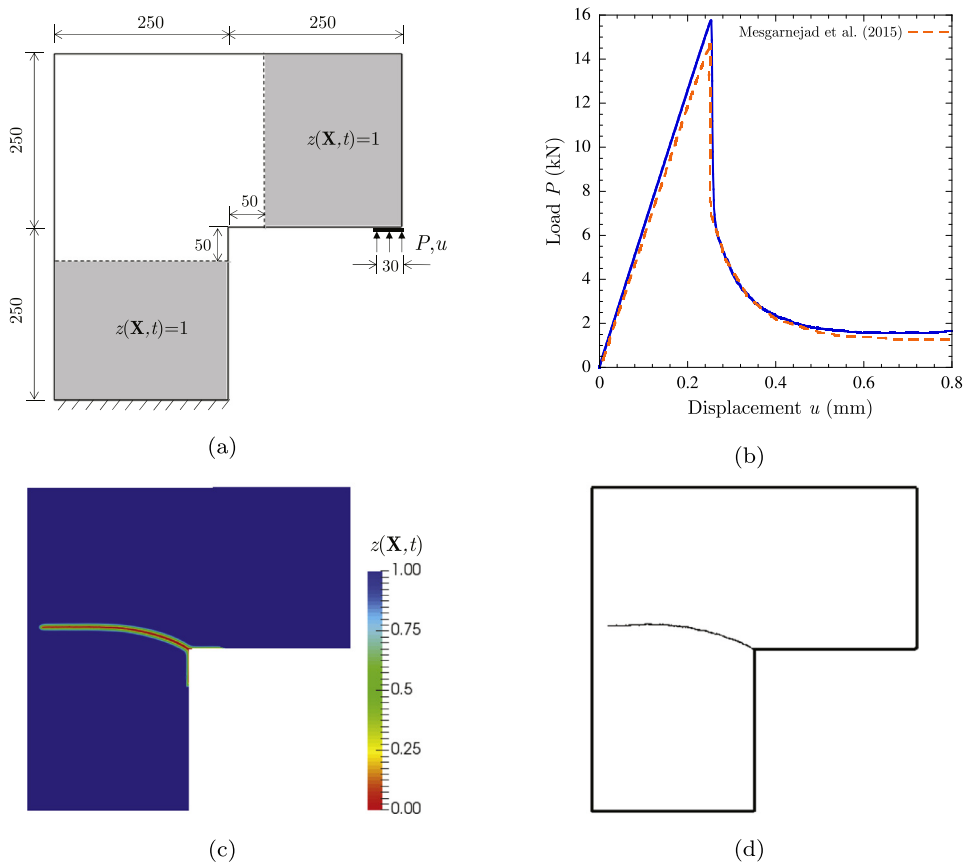 250
250
250
250
z(X,t)=1
50
50
P,u
30
z(X,t)=1
(a)
16
14
12
10
8
6
4
2
0
0
0.2
0.4
0.6
0.8
Load P (kN)
Mesgarnejad et al. (2015)
Displacement u (mm)
(b)
z(X,t)
1.00
0.75
0.5
0.25
0.00
(c)
(d)